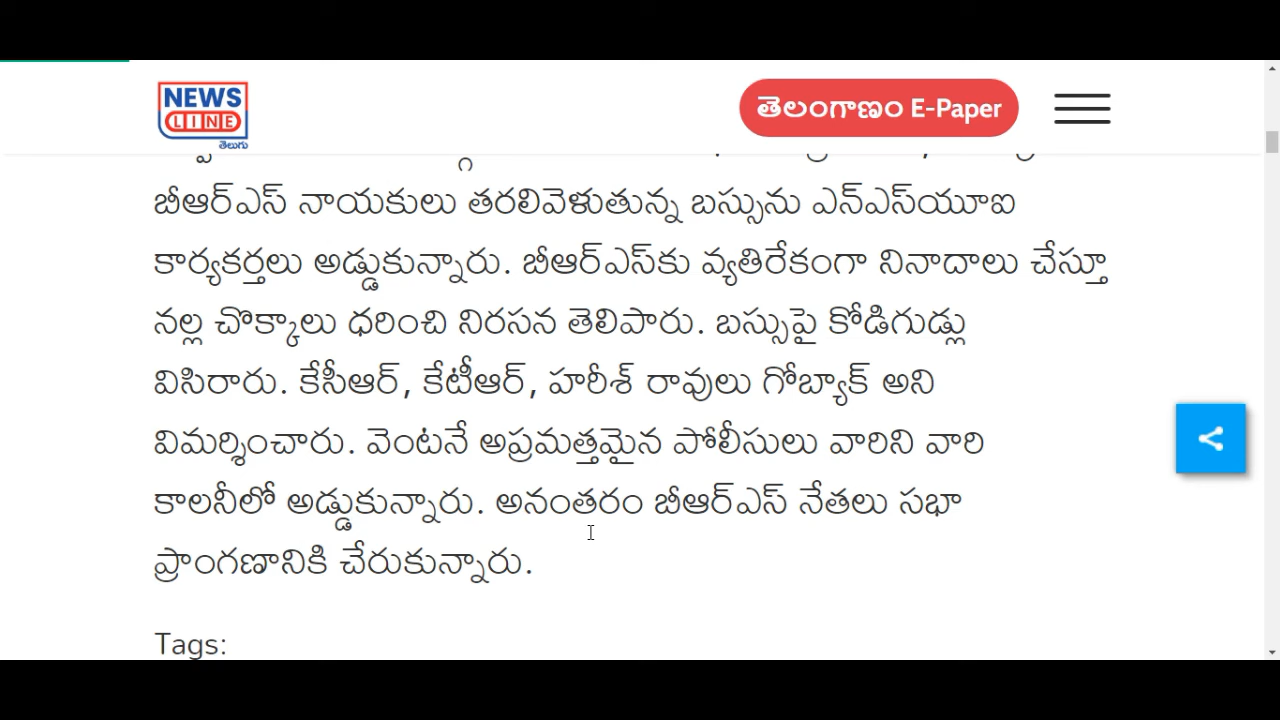 NEWS
LINE
తెలుగు
తెలంగాణం E-Paper
బీఆర్ఎస్ నాయకులు తరలివెళుతున్న బస్సును ఎన్ఎస్‌యూఐ
కార్యకర్తలు అడ్డుకున్నారు. బీఆర్ఎస్‌కు వ్యతిరేకంగా నినాదాలు చేస్తూ
నల్ల చొక్కాలు ధరించి నిరసన తెలిపారు. బస్సుపై కోడిగుడ్లు
విసిరారు. కేసీఆర్, కేటీఆర్, హరీశ్ రావులు గోబ్యాక్ అని
విమర్శించారు. వెంటనే అప్రమత్తమైన పోలీసులు వారిని వారి
కాలనీలో అడ్డుకున్నారు. అనంతరం బీఆర్ఎస్ నేతలు సభా
ప్రాంగణానికి చేరుకున్నారు.
Tags: